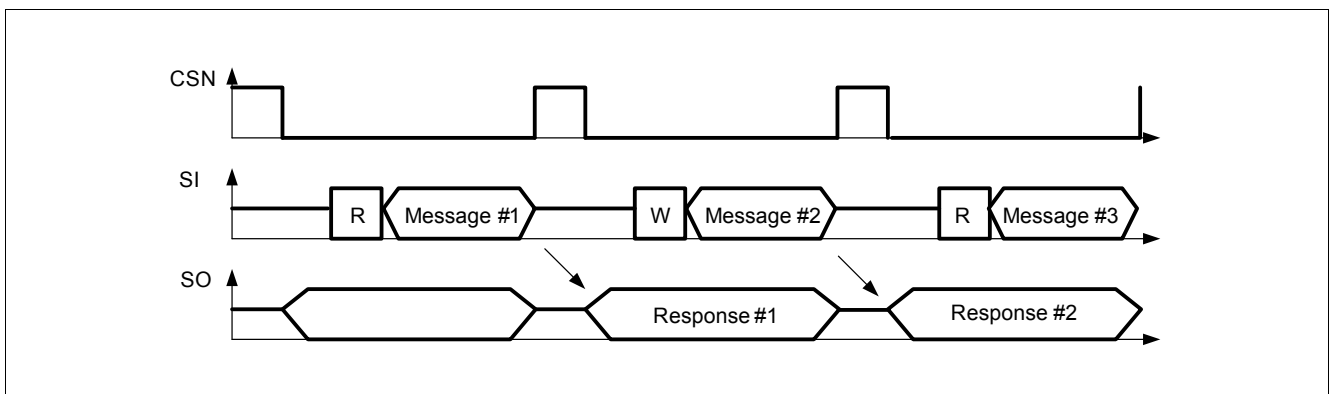 CSN
SI
R Message #1 W Message #2 R Message #3
SO
Response #1 Response #2